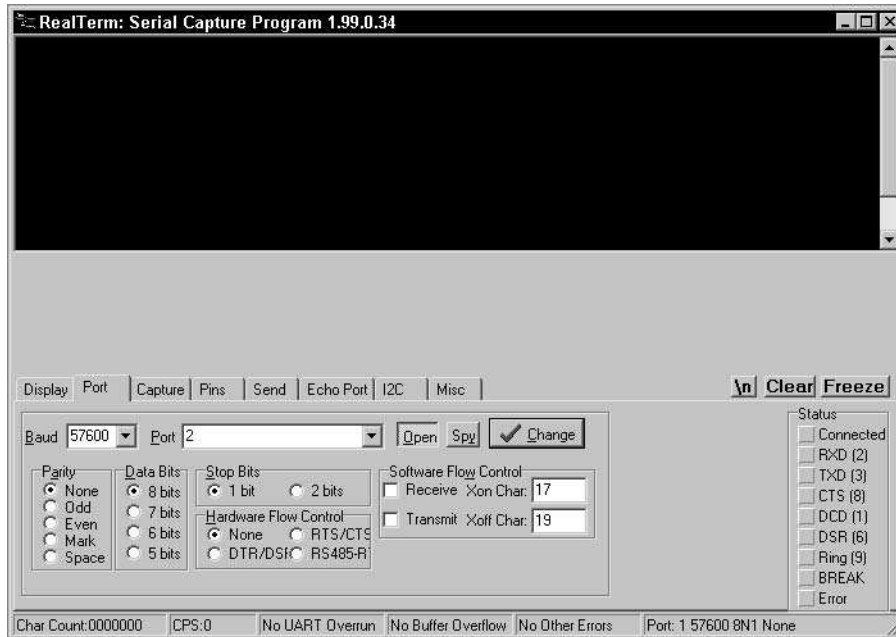 RealTerm: Serial Capture Program 1.99.0.34
Display Port Capture Pins Send Echo Port I2C Misc \n Clear Freeze
Baud 57600 Port 2 Open Spy Change
Parity
None
Odd
Even
Mark
Space
Data Bits
8 bits
7 bits
6 bits
5 bits
Stop Bits
1 bit 2 bits
Hardware Flow Control
None RTS/CTS
DTR/DSR RS485-R
Software Flow Control
Receive Xon Char: 17
Transmit Xoff Char: 19
Status
Connected
RXD (2)
TXD (3)
CTS (8)
DCD (1)
DSR (6)
Ring (9)
BREAK
Error
Char Count:0000000 CPS:0 No UART Overrun No Buffer Overflow No Other Errors Port: 1 57600 8N1 None